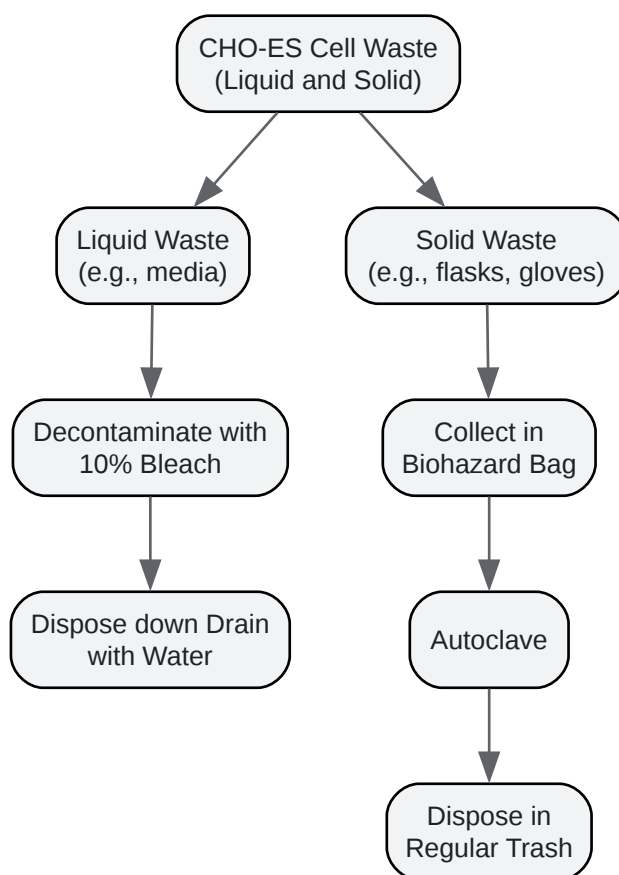 CHO-ES Cell Waste
(Liquid and Solid)
Liquid Waste
(e.g., media)
Solid Waste
(e.g., flasks, gloves)
Decontaminate with
10% Bleach
Collect in
Biohazard Bag
Dispose down Drain
with Water
Autoclave
Dispose in
Regular Trash